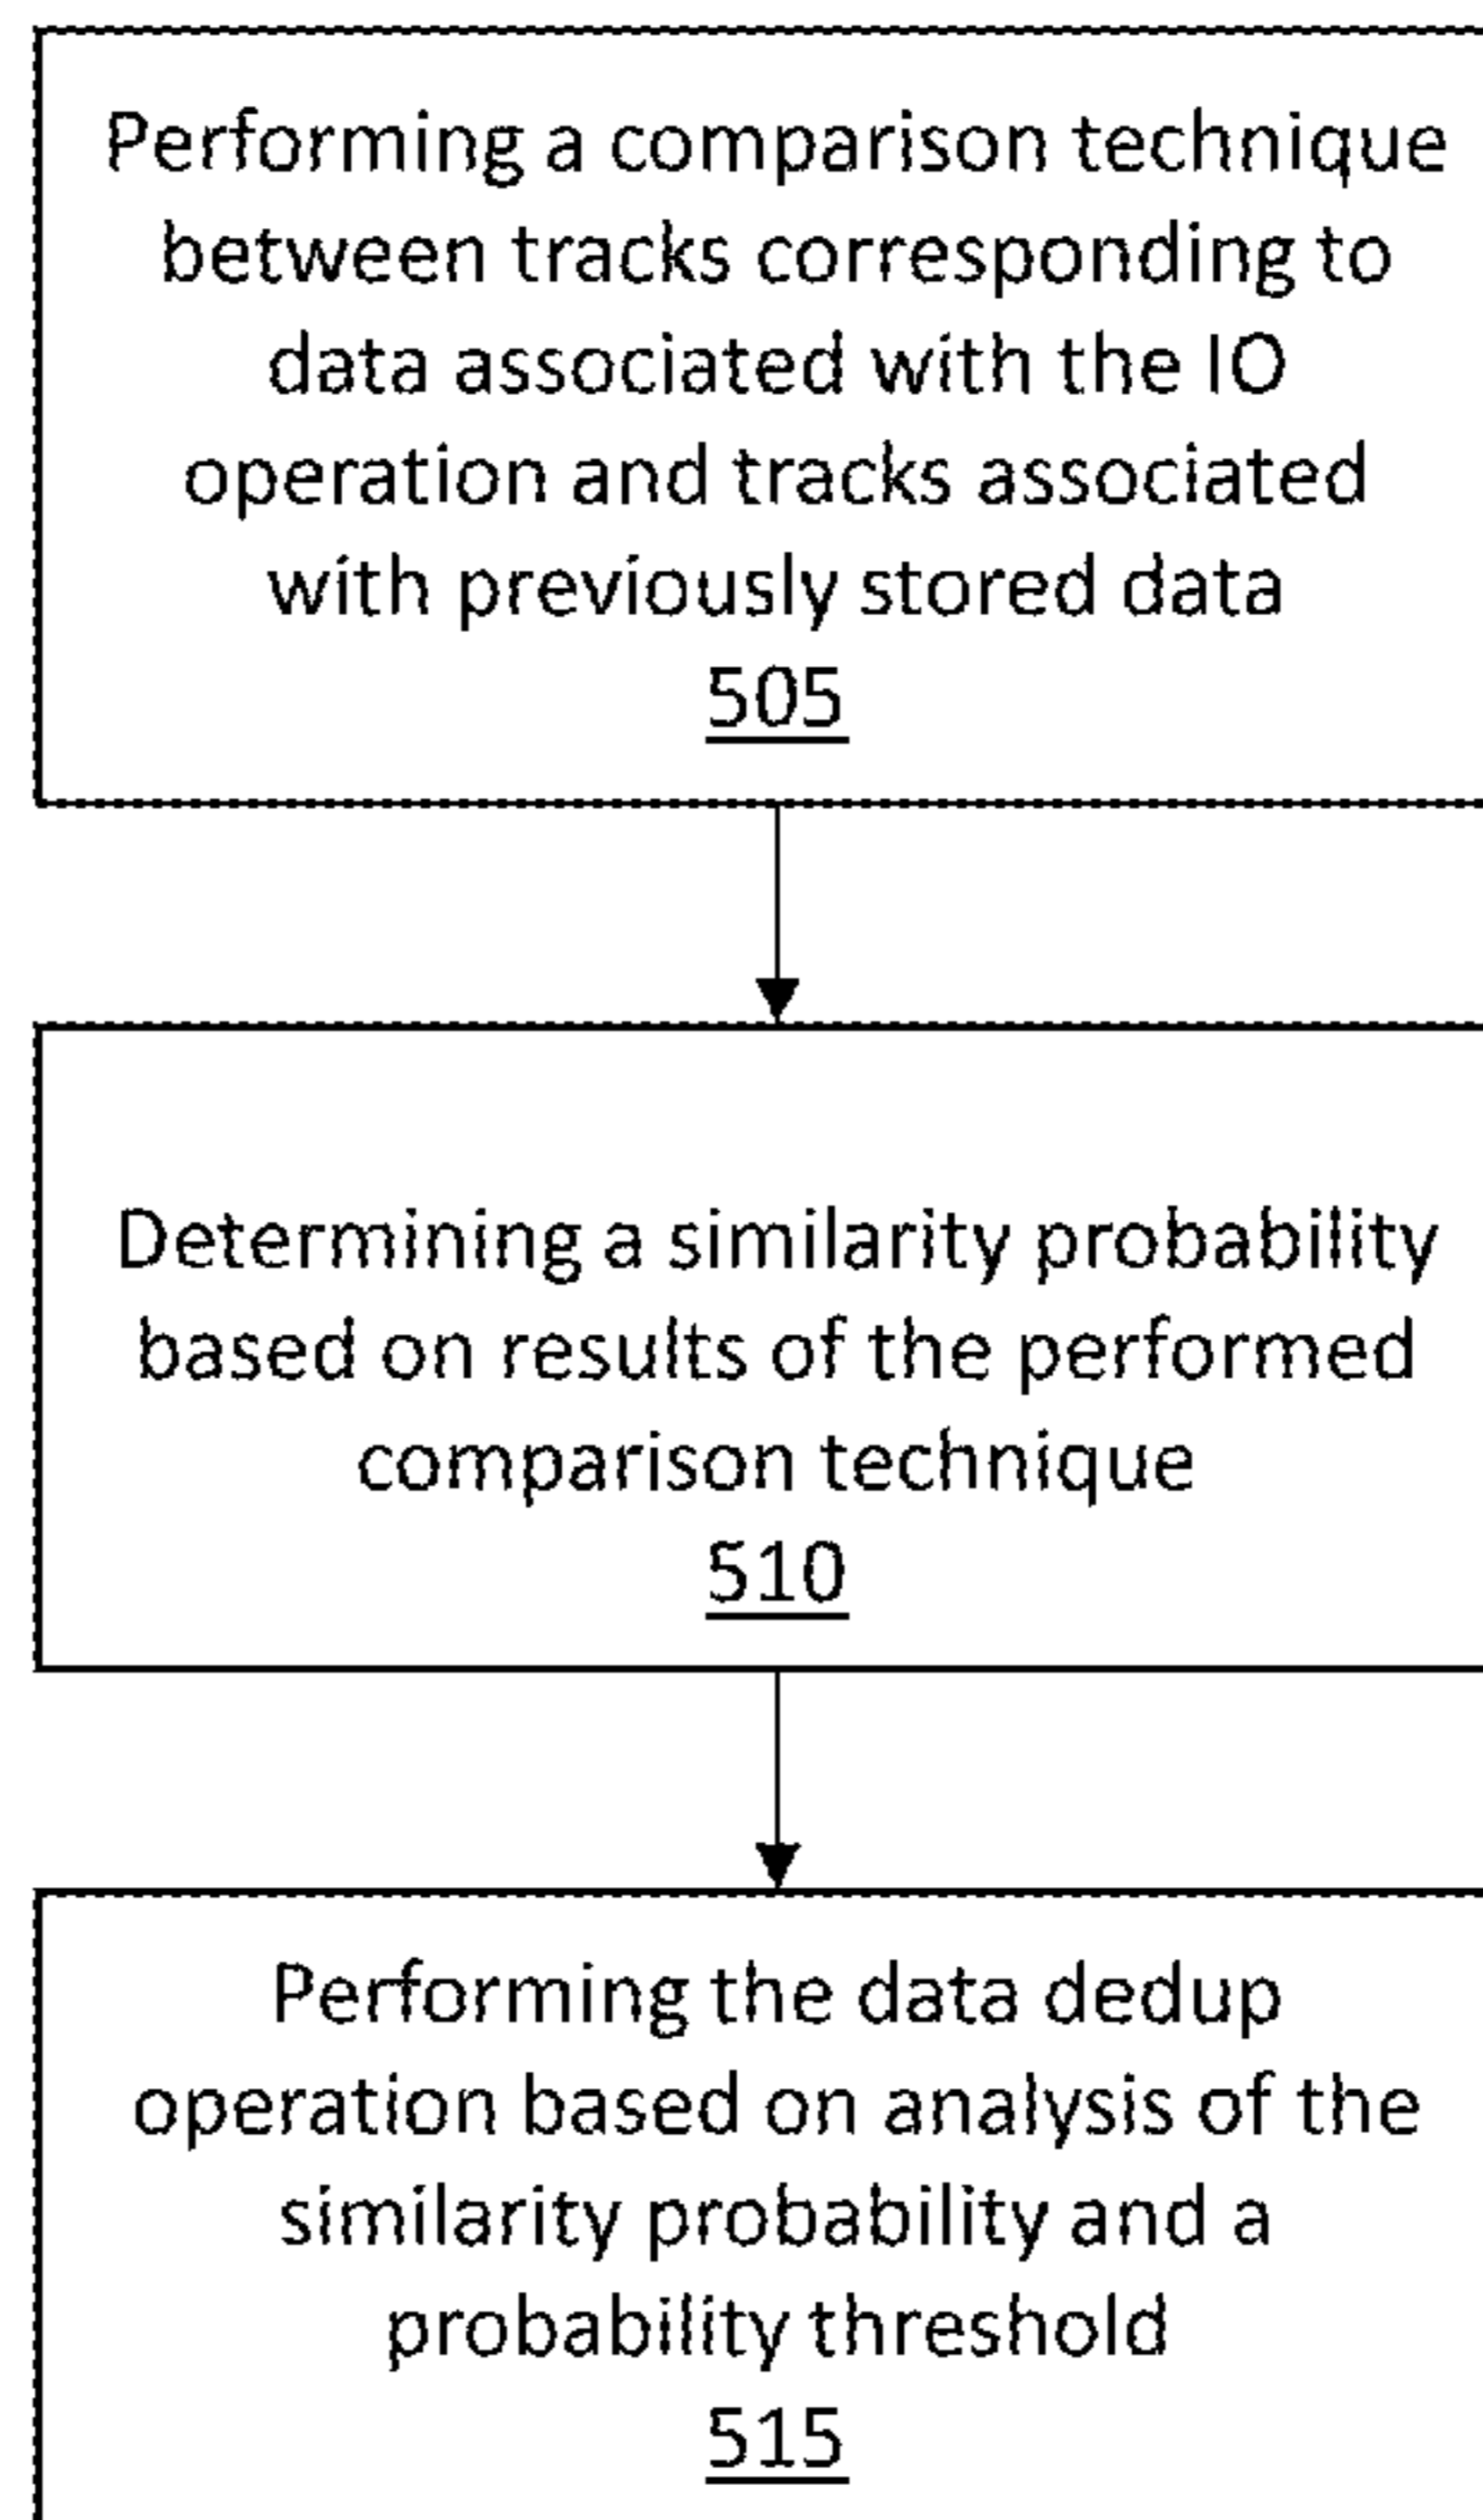 Performing a comparison technique
between tracks corresponding to
data associated with the IO
operation and tracks associated
with previously stored data
505
Determining a similarity probability
based on results of the performed
comparison technique
510
Performing the data dedup
operation based on analysis of the
similarity probability and a
probability threshold
515